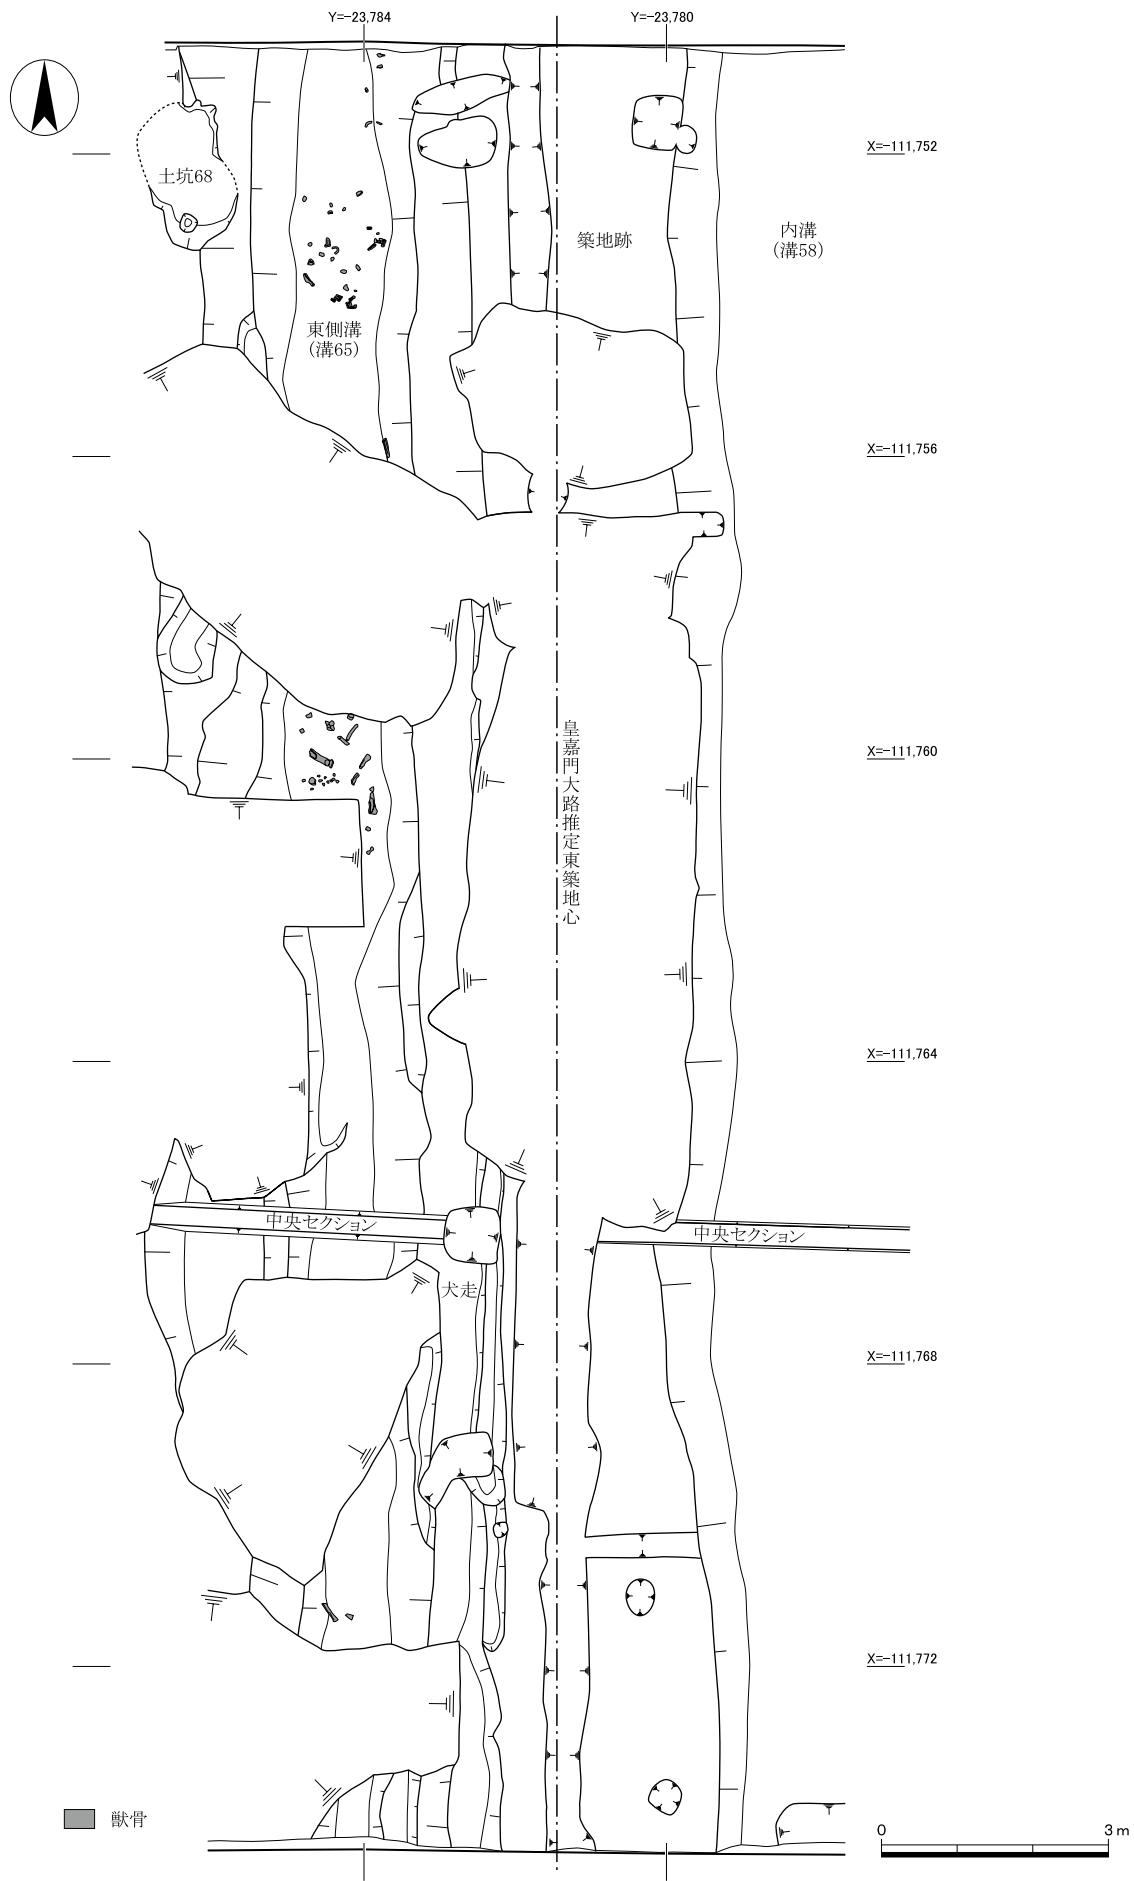 Y=-23,784
Y=-23,780
X=-111,752
土坑68
内溝
(溝58)
築地跡
東側溝
(溝65)
X=-111,756
皇嘉門大路推定東築地心
X=-111,760
X=-111,764
中央セクション
中央セクション
犬走
X=-111,768
X=-111,772
獣骨
0
3m